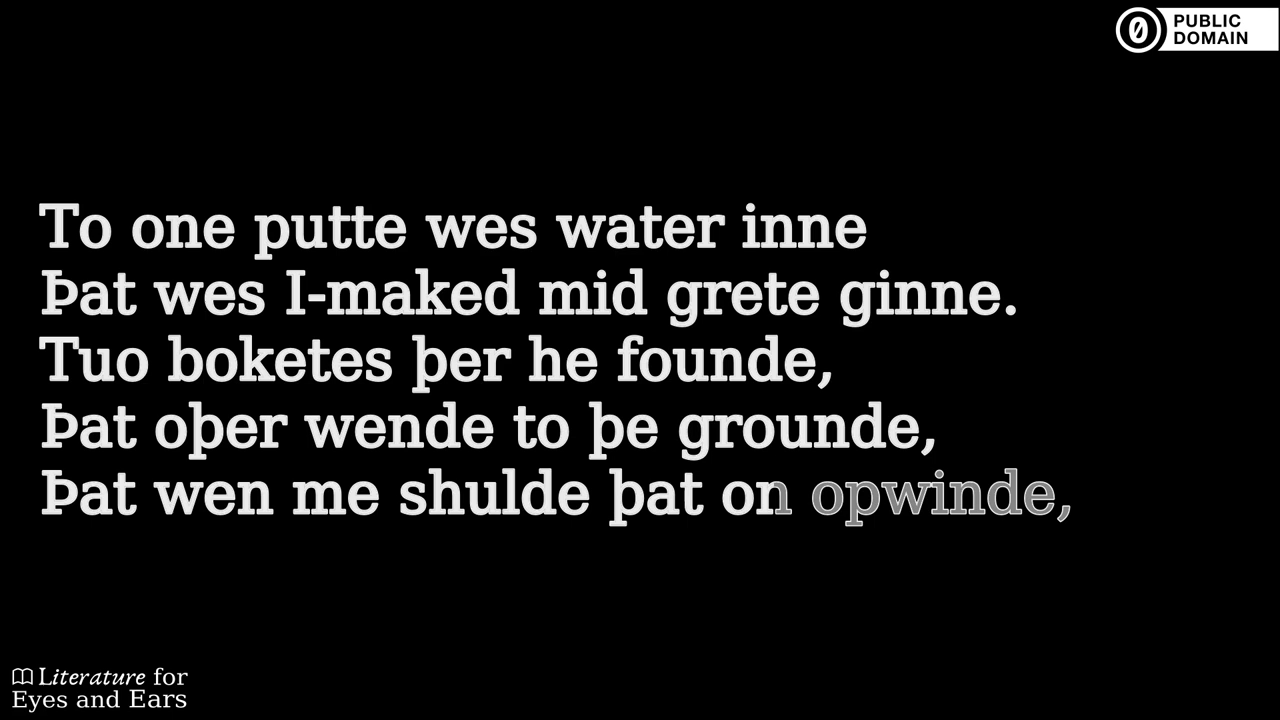 PUBLIC
DOMAIN
To one putte wes water inne
Þat wes I-maked mid grete ginne.
Tuo boketes þer he founde,
Þat oþer wende to þe grounde,
Þat wen me shulde þat on opwinde,
Literature for
Eyes and Ears